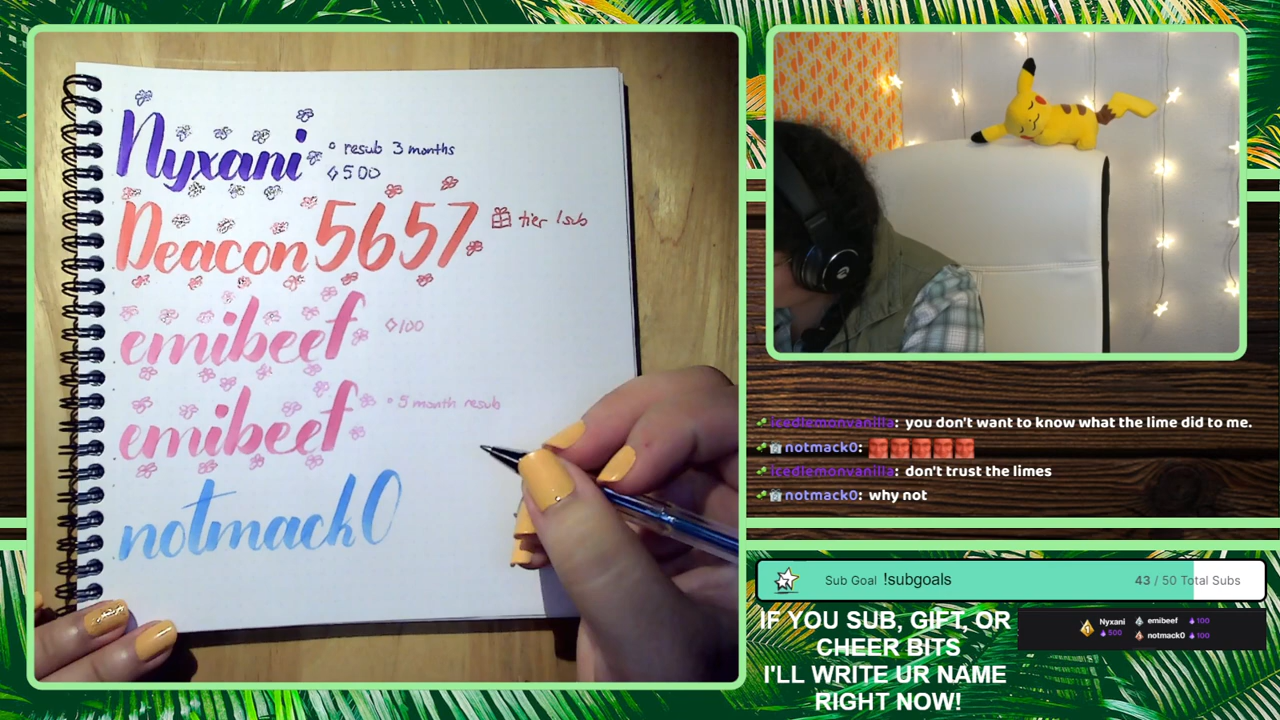 Nyxani
° resub 3 months
◇500
Deacon5657
tier 1 sub
emibeef
◇100
emibeef
° 5 month resub
notmack0
icedlemonvanilla: you don't want to know what the lime did to me.
notmack0:
icedlemonvanilla: don't trust the limes
notmack0: why not
Sub Goal !subgoals 43 / 50 Total Subs
IF YOU SUB, GIFT, OR
CHEER BITS
I'LL WRITE UR NAME
RIGHT NOW!
1 Nyxani 500
emibeef 100
notmack0 100